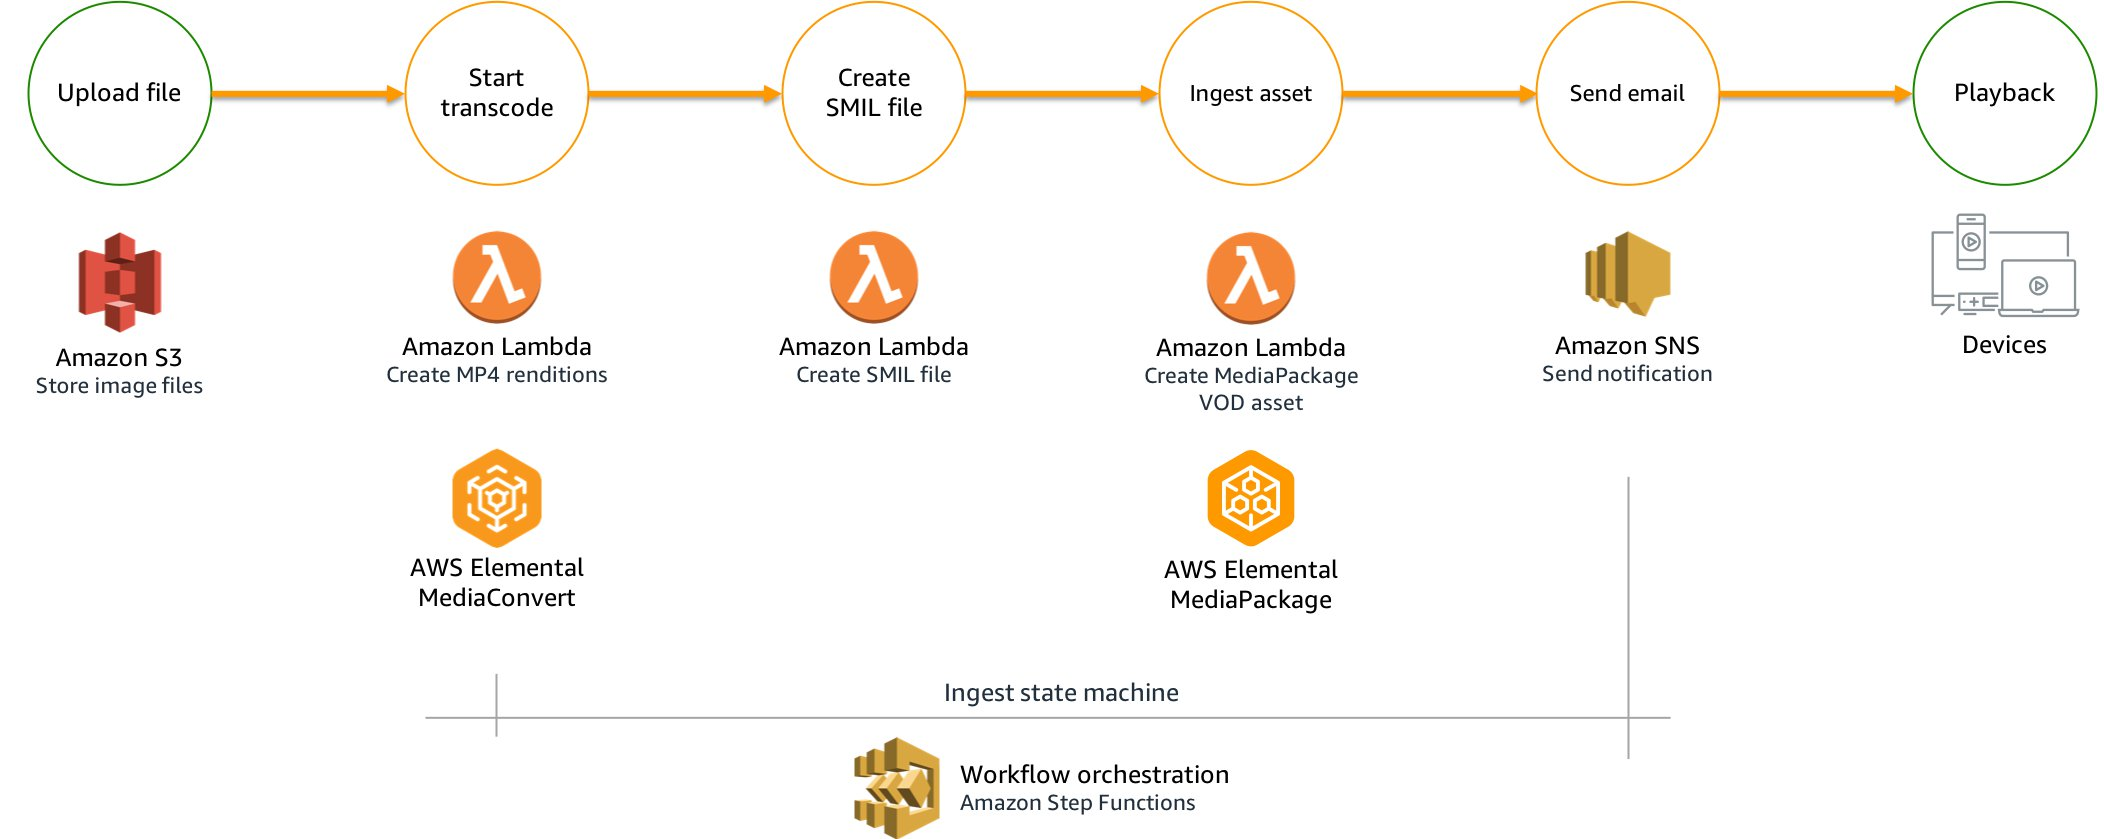 Upload file
Start
transcode
Create
SMIL file
Ingest asset
Send email
Playback
Amazon S3
Store image files
Amazon Lambda
Create MP4 renditions
Amazon Lambda
Create SMIL file
Amazon Lambda
Create MediaPackage
VOD asset
Amazon SNS
Send notification
Devices
AWS Elemental
MediaConvert
AWS Elemental
MediaPackage
Ingest state machine
Workflow orchestration
Amazon Step Functions